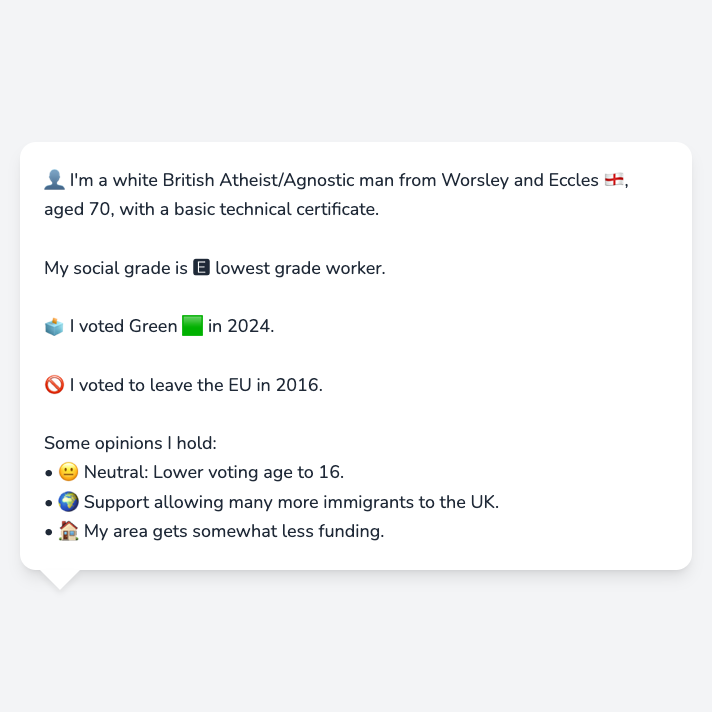 👤 I'm a white British Atheist/Agnostic man from Worsley and Eccles 🏴󠁧󠁢󠁥󠁮󠁧󠁿,
aged 70, with a basic technical certificate.
My social grade is 🅴 lowest grade worker.
🗳️ I voted Green 🟩 in 2024.
🚫 I voted to leave the EU in 2016.
Some opinions I hold:
• 😐 Neutral: Lower voting age to 16.
• 🌍 Support allowing many more immigrants to the UK.
• 🏠 My area gets somewhat less funding.